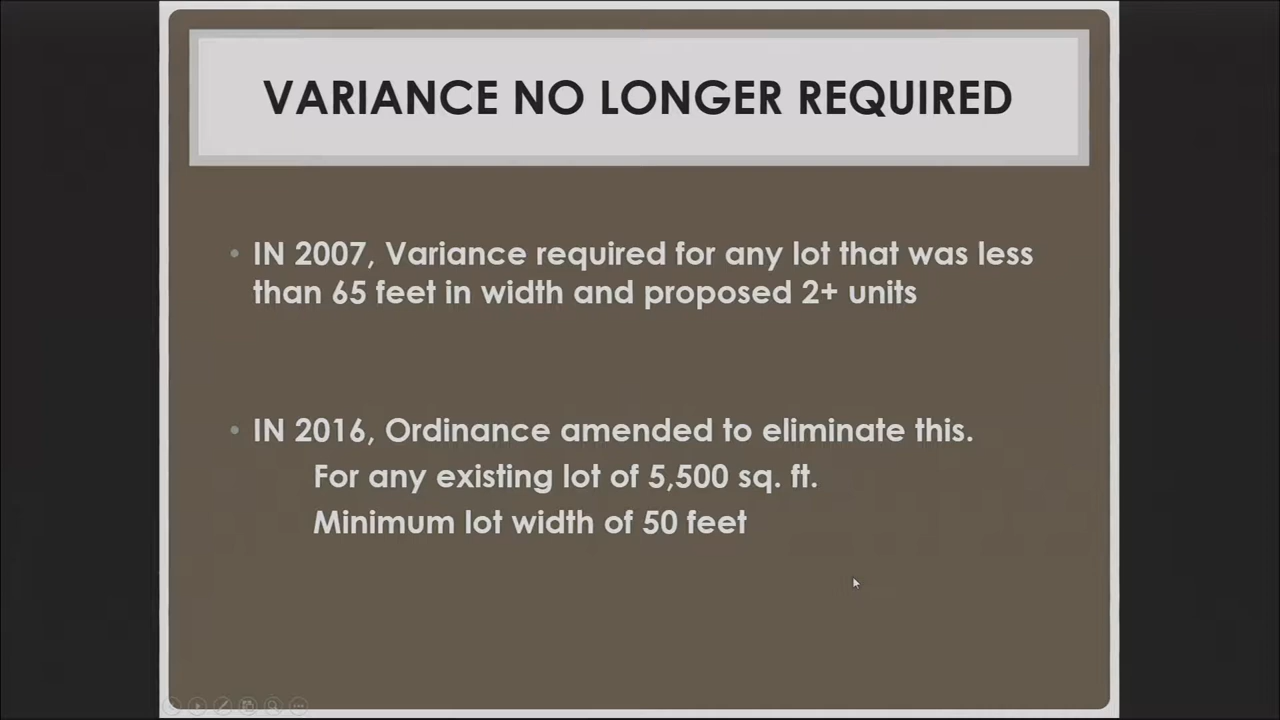 VARIANCE NO LONGER REQUIRED
• IN 2007, Variance required for any lot that was less
than 65 feet in width and proposed 2+ units
• IN 2016, Ordinance amended to eliminate this.
For any existing lot of 5,500 sq. ft.
Minimum lot width of 50 feet